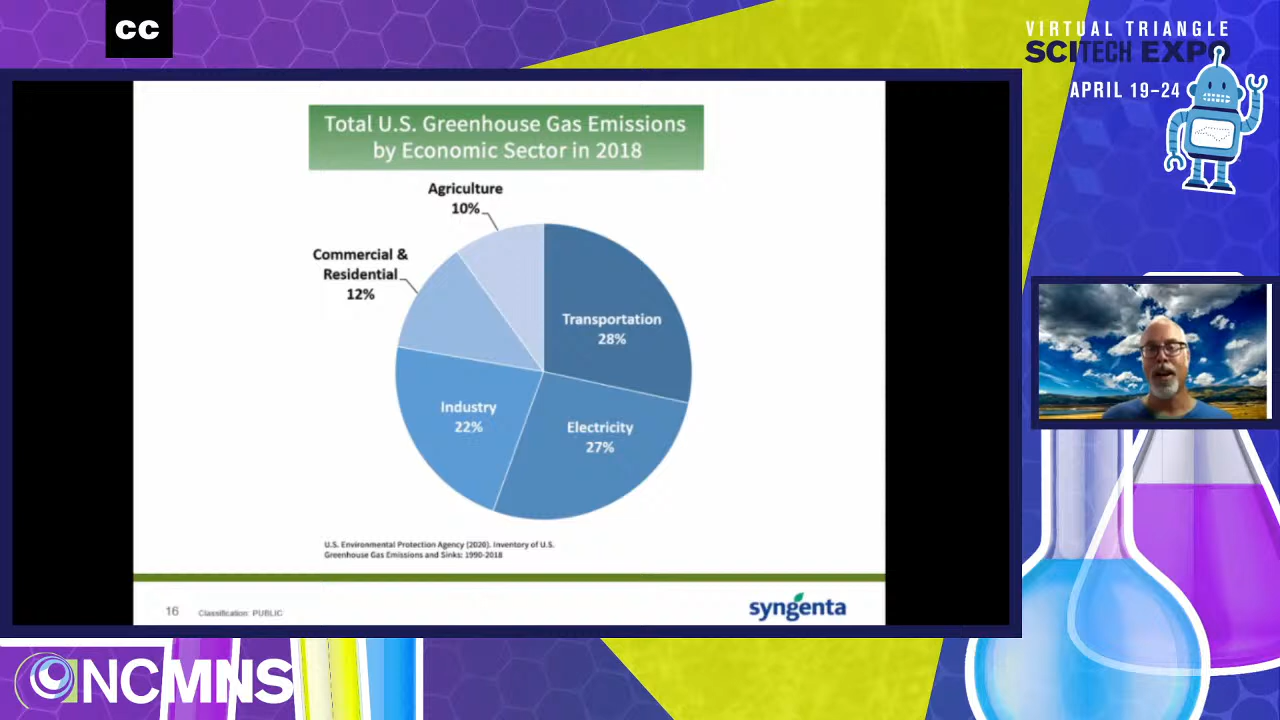 CC
VIRTUAL TRIANGLE
SCITECH EXPO
APRIL 19-24
Total U.S. Greenhouse Gas Emissions
by Economic Sector in 2018
Agriculture
10%
Commercial &
Residential
12%
Transportation
28%
Industry
22%
Electricity
27%
U.S. Environmental Protection Agency (2020). Inventory of U.S.
Greenhouse Gas Emissions and Sinks: 1990-2018
16
Classification: PUBLIC
syngenta
NCMNS